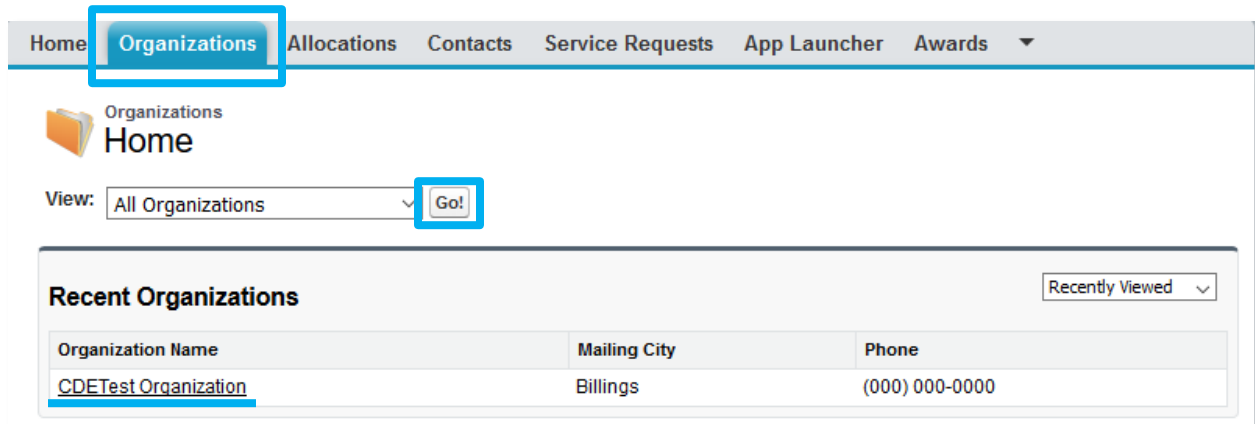 Home Organizations Allocations Contacts Service Requests App Launcher Awards
Organizations
Home
View: All Organizations Go!
Recent Organizations Recently Viewed
Organization Name Mailing City Phone
CDETest Organization Billings (000) 000-0000